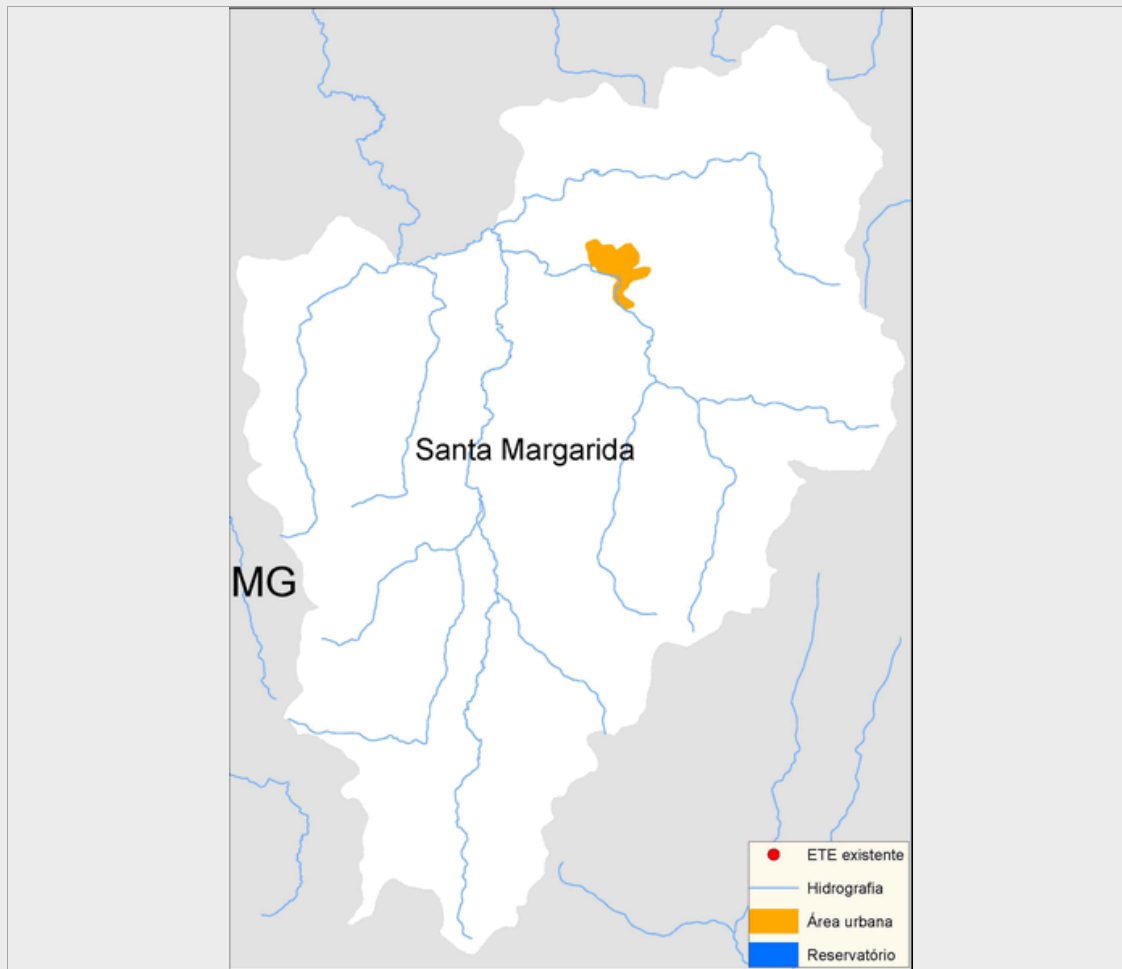 Santa Margarida
MG
ETE existente
Hidrografia
Área urbana
Reservatório